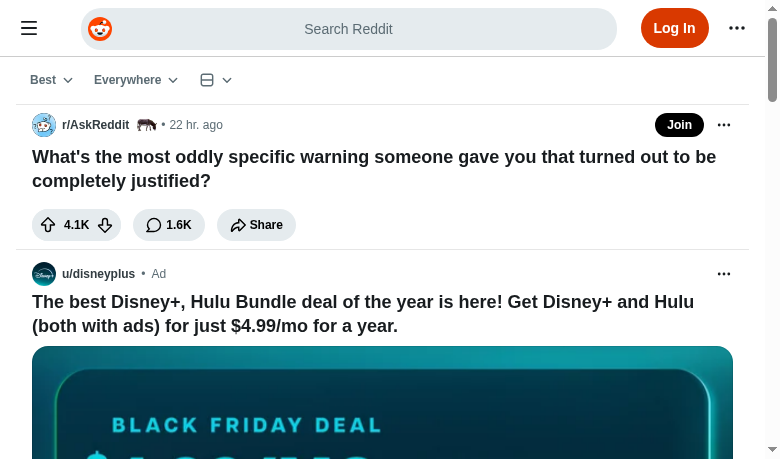 Search Reddit
Log In
Best
Everywhere
r/AskReddit • 22 hr. ago
Join
What's the most oddly specific warning someone gave you that turned out to be
completely justified?
4.1K
1.6K
Share
u/disneyplus • Ad
The best Disney+, Hulu Bundle deal of the year is here! Get Disney+ and Hulu
(both with ads) for just $4.99/mo for a year.
BLACK FRIDAY DEAL